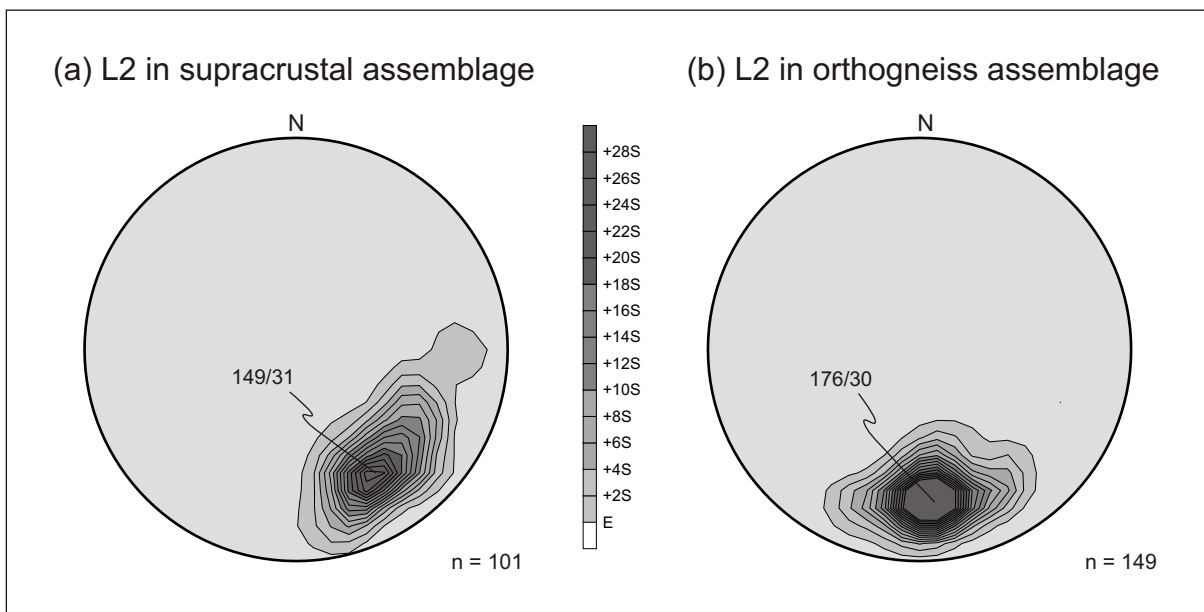 (a) L2 in supracrustal assemblage
(b) L2 in orthogneiss assemblage
N
149/31
n = 101
+28S
+26S
+24S
+22S
+20S
+18S
+16S
+14S
+12S
+10S
+8S
+6S
+4S
+2S
E
N
176/30
n = 149